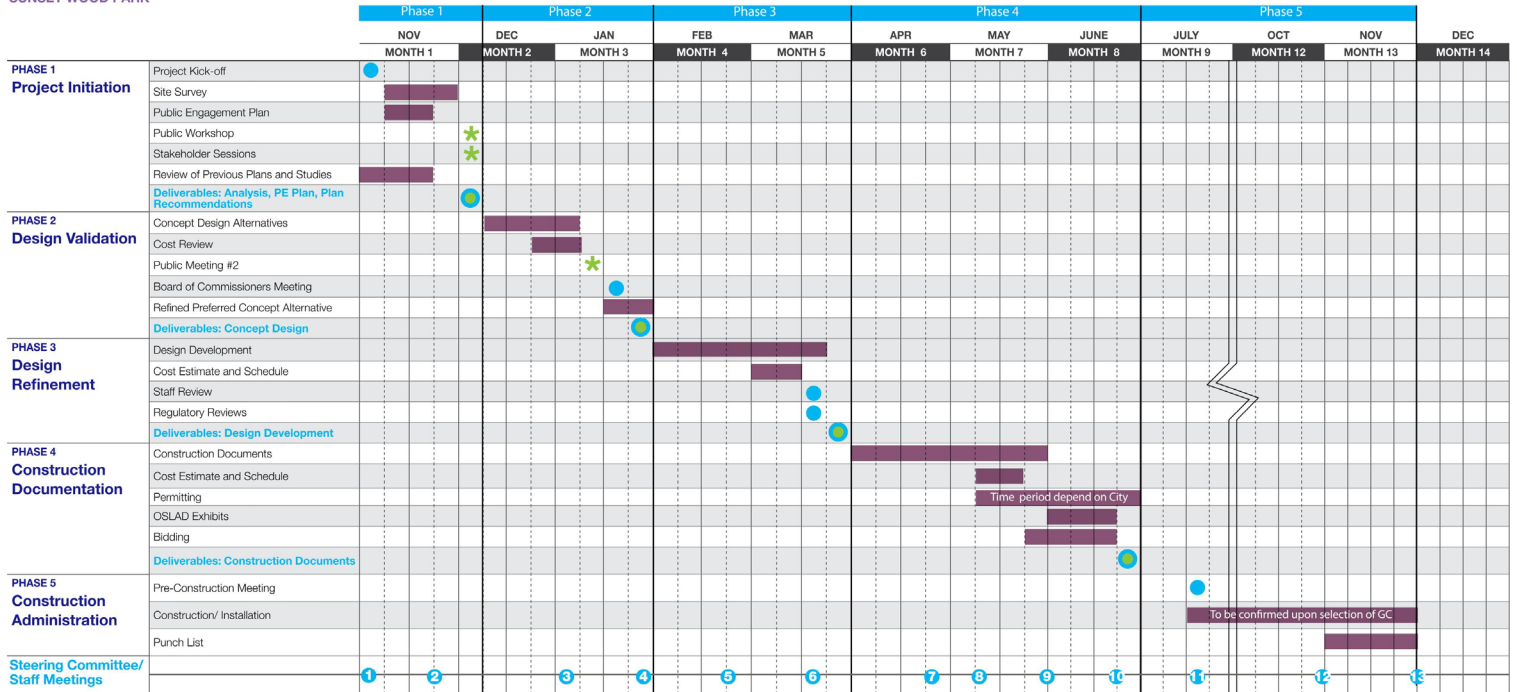 Phase 1 Phase 2 Phase 3 Phase 4 Phase 5
NOV DEC JAN FEB MAR APR MAY JUNE JULY OCT NOV DEC
MONTH 1 MONTH 2 MONTH 3 MONTH 4 MONTH 5 MONTH 6 MONTH 7 MONTH 8 MONTH 9 MONTH 12 MONTH 13 MONTH 14
PHASE 1
Project Initiation
Project Kick-off
Site Survey
Public Engagement Plan
Public Workshop
Stakeholder Sessions
Review of Previous Plans and Studies
Deliverables: Analysis, PE Plan, Plan
Recommendations
PHASE 2
Design Validation
Concept Design Alternatives
Cost Review
Public Meeting #2
Board of Commissioners Meeting
Refined Preferred Concept Alternative
Deliverables: Concept Design
PHASE 3
Design
Refinement
Design Development
Cost Estimate and Schedule
Staff Review
Regulatory Reviews
Deliverables: Design Development
PHASE 4
Construction
Documentation
Construction Documents
Cost Estimate and Schedule
Permitting
Time period depend on City
OSLAD Exhibits
Bidding
Deliverables: Construction Documents
PHASE 5
Construction
Administration
Pre-Construction Meeting
Construction/ Installation
To be confirmed upon selection of GC
Punch List
Steering Committee/
Staff Meetings
1 2 3 4 5 6 7 8 9 10 11 12 13